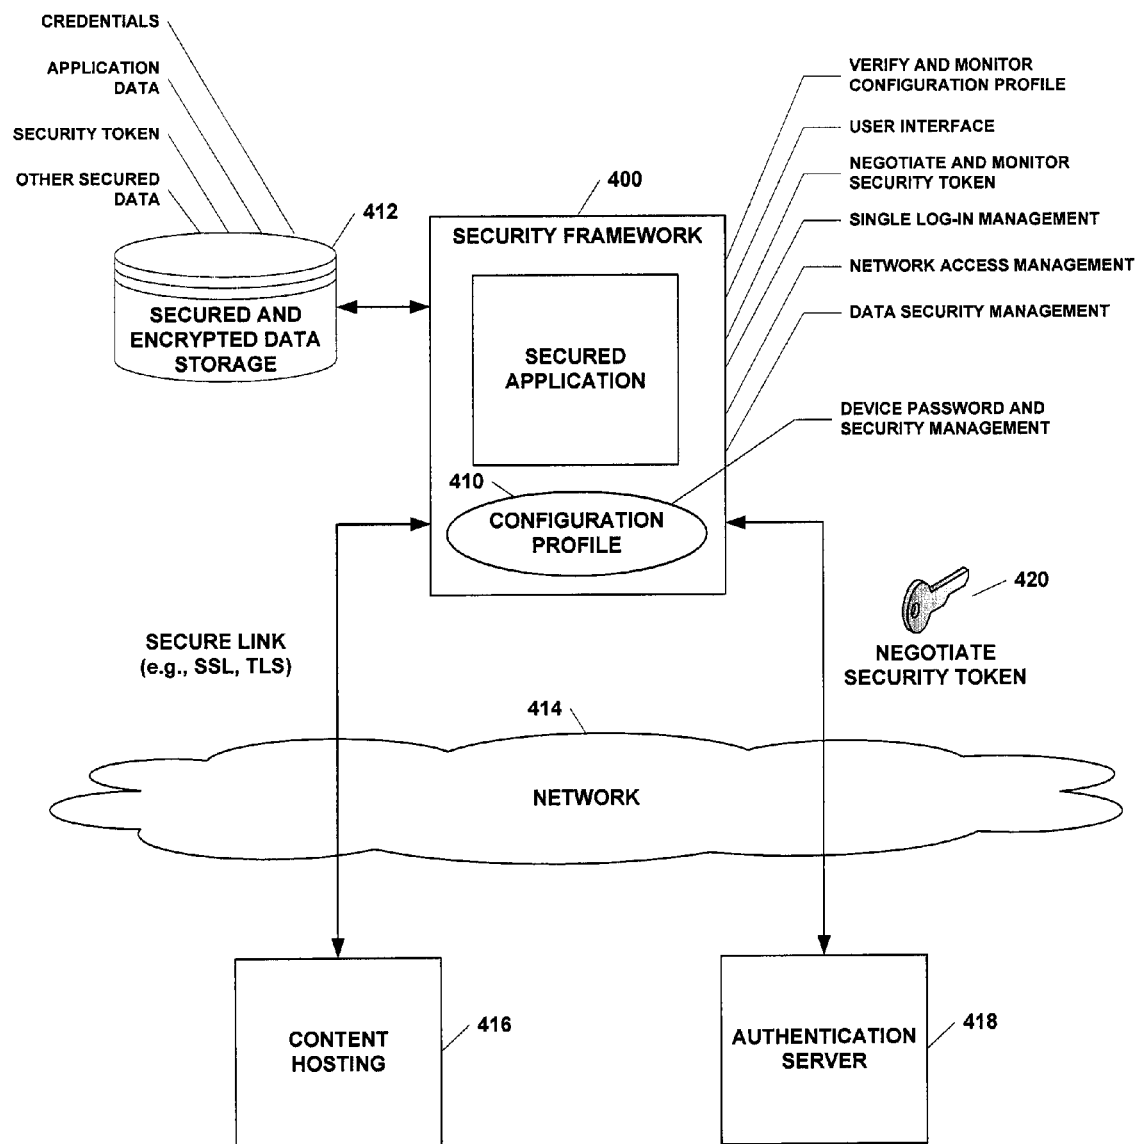 CREDENTIALS
APPLICATION
DATA
SECURITY TOKEN
OTHER SECURED
DATA
412
SECURED AND
ENCRYPTED DATA
STORAGE
400
SECURITY FRAMEWORK
SECURED
APPLICATION
410
CONFIGURATION
PROFILE
VERIFY AND MONITOR
CONFIGURATION PROFILE
USER INTERFACE
NEGOTIATE AND MONITOR
SECURITY TOKEN
SINGLE LOG-IN MANAGEMENT
NETWORK ACCESS MANAGEMENT
DATA SECURITY MANAGEMENT
DEVICE PASSWORD AND
SECURITY MANAGEMENT
420
NEGOTIATE
SECURITY TOKEN
SECURE LINK
(e.g., SSL, TLS)
414
NETWORK
CONTENT
HOSTING
416
AUTHENTICATION
SERVER
418